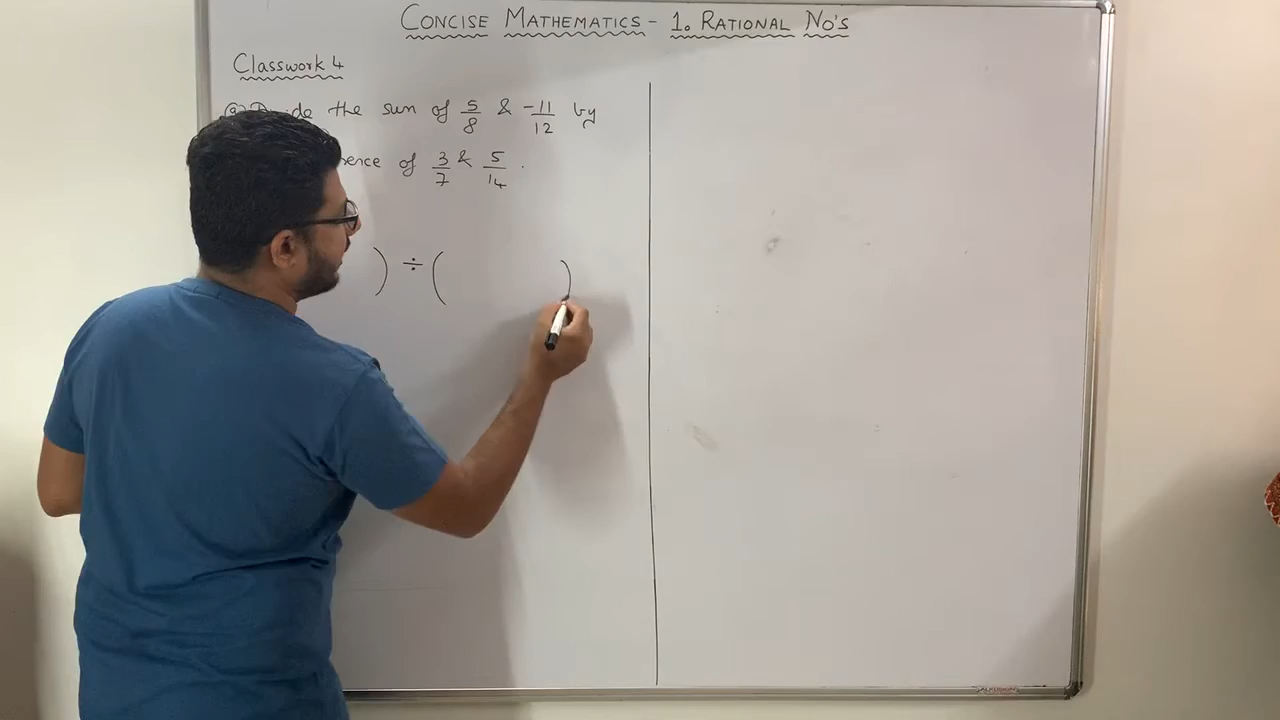 CONCISE MATHEMATICS - 1. RATIONAL NO'S
Classwork 4
the sum of 5/8 & -11/12 by
of 3/7 & 5/14 .
) ÷ ( )